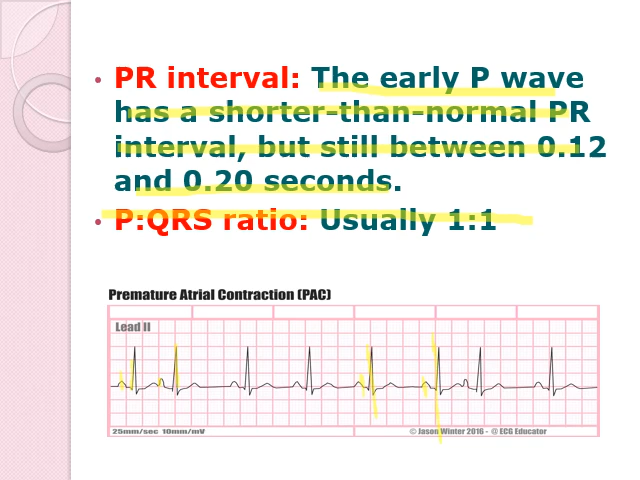 • PR interval: The early P wave
has a shorter-than-normal PR
interval, but still between 0.12
and 0.20 seconds.
• P:QRS ratio: Usually 1:1
Premature Atrial Contraction (PAC)
Lead II
25mm/sec 10mm/mV © Jason Winter 2016 - @ ECG Educator